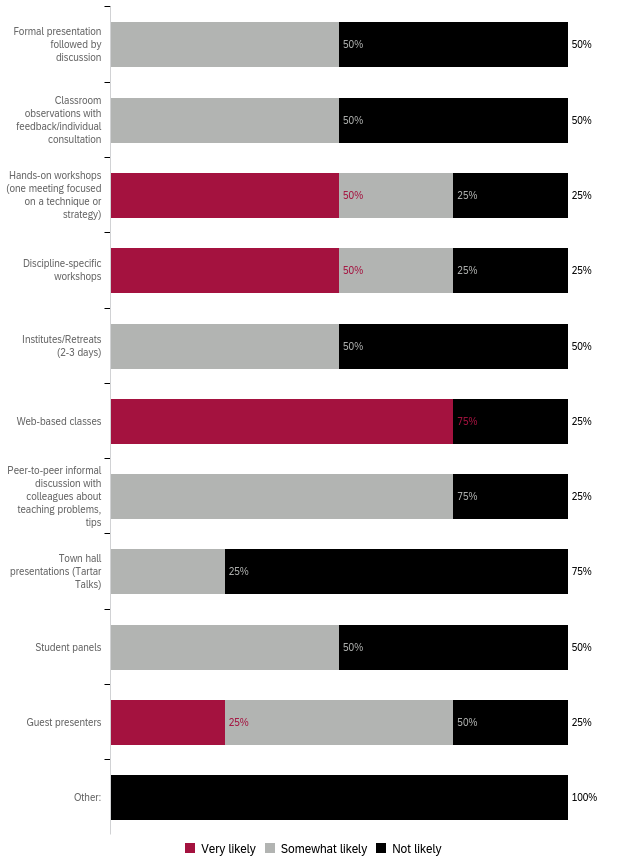 Formal presentation
followed by
discussion
50%
50%
Classroom
observations with
feedback/individual
consultation
50%
50%
Hands-on workshops
(one meeting focused
on a technique or
strategy)
50%
25%
25%
Discipline-specific
workshops
50%
25%
25%
Institutes/Retreats
(2-3 days)
50%
50%
Web-based classes
75%
25%
Peer-to-peer informal
discussion with
colleagues about
teaching problems,
tips
75%
25%
Town hall
presentations (Tartar
Talks)
25%
75%
Student panels
50%
50%
Guest presenters
25%
50%
25%
Other:
100%
Very likely Somewhat likely Not likely